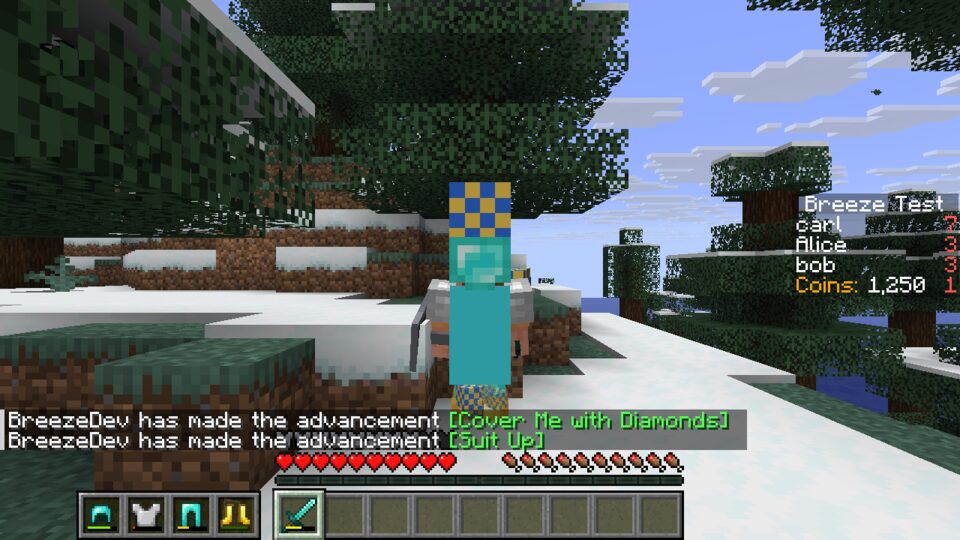 Breeze Test
carl 7
Alice 3
bob 3
Coins: 1,250 1
BreezeDev has made the advancement [Cover Me with Diamonds]
BreezeDev has made the advancement [Suit Up]